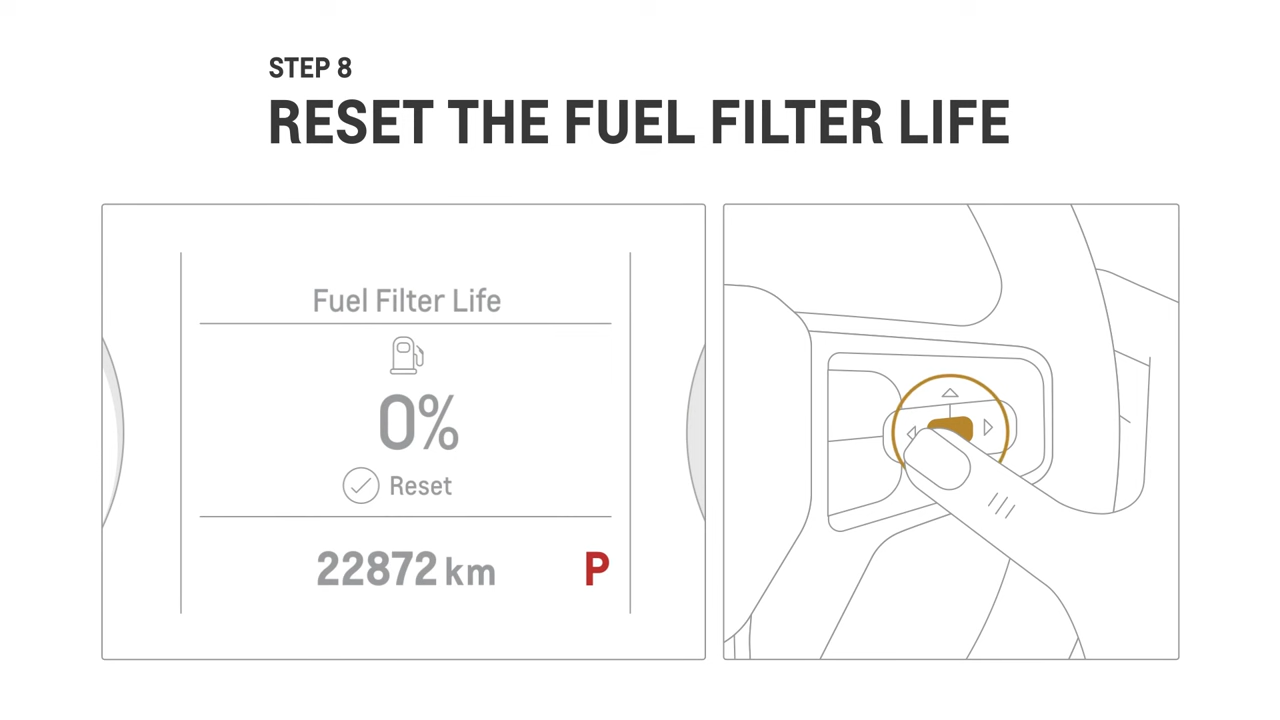 STEP 8
RESET THE FUEL FILTER LIFE
Fuel Filter Life
0%
Reset
22872 km P